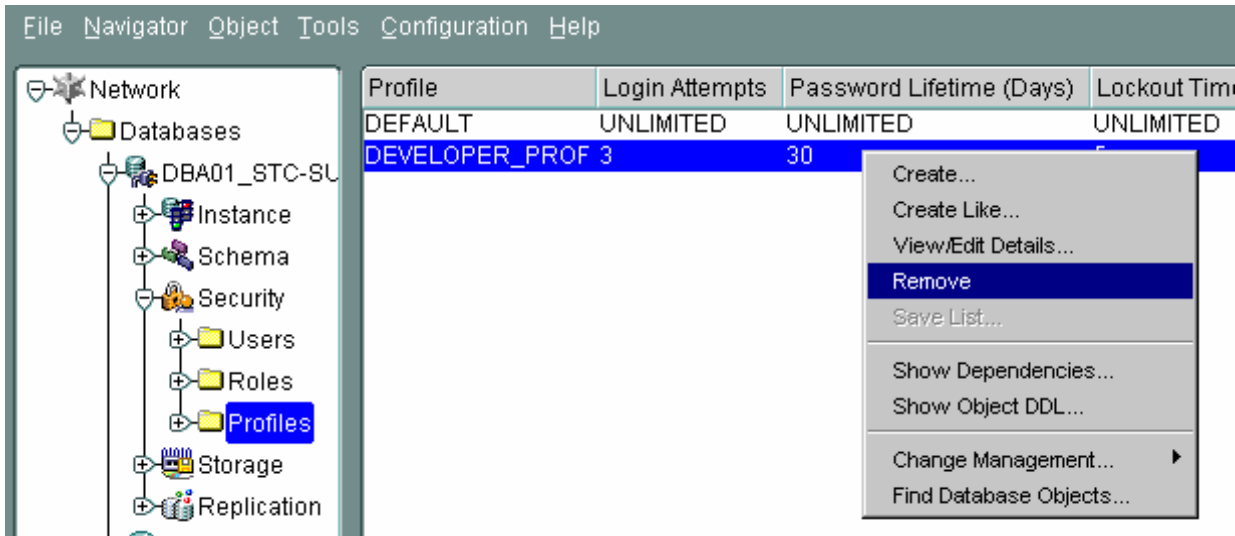 File Navigator Object Tools Configuration Help
Network
Databases
DBA01_STC-SU
Instance
Schema
Security
Users
Roles
Profiles
Storage
Replication
Profile Login Attempts Password Lifetime (Days) Lockout Time
DEFAULT UNLIMITED UNLIMITED UNLIMITED
DEVELOPER_PROF 3 30
Create...
Create Like...
View/Edit Details...
Remove
Save List...
Show Dependencies...
Show Object DDL...
Change Management...
Find Database Objects...